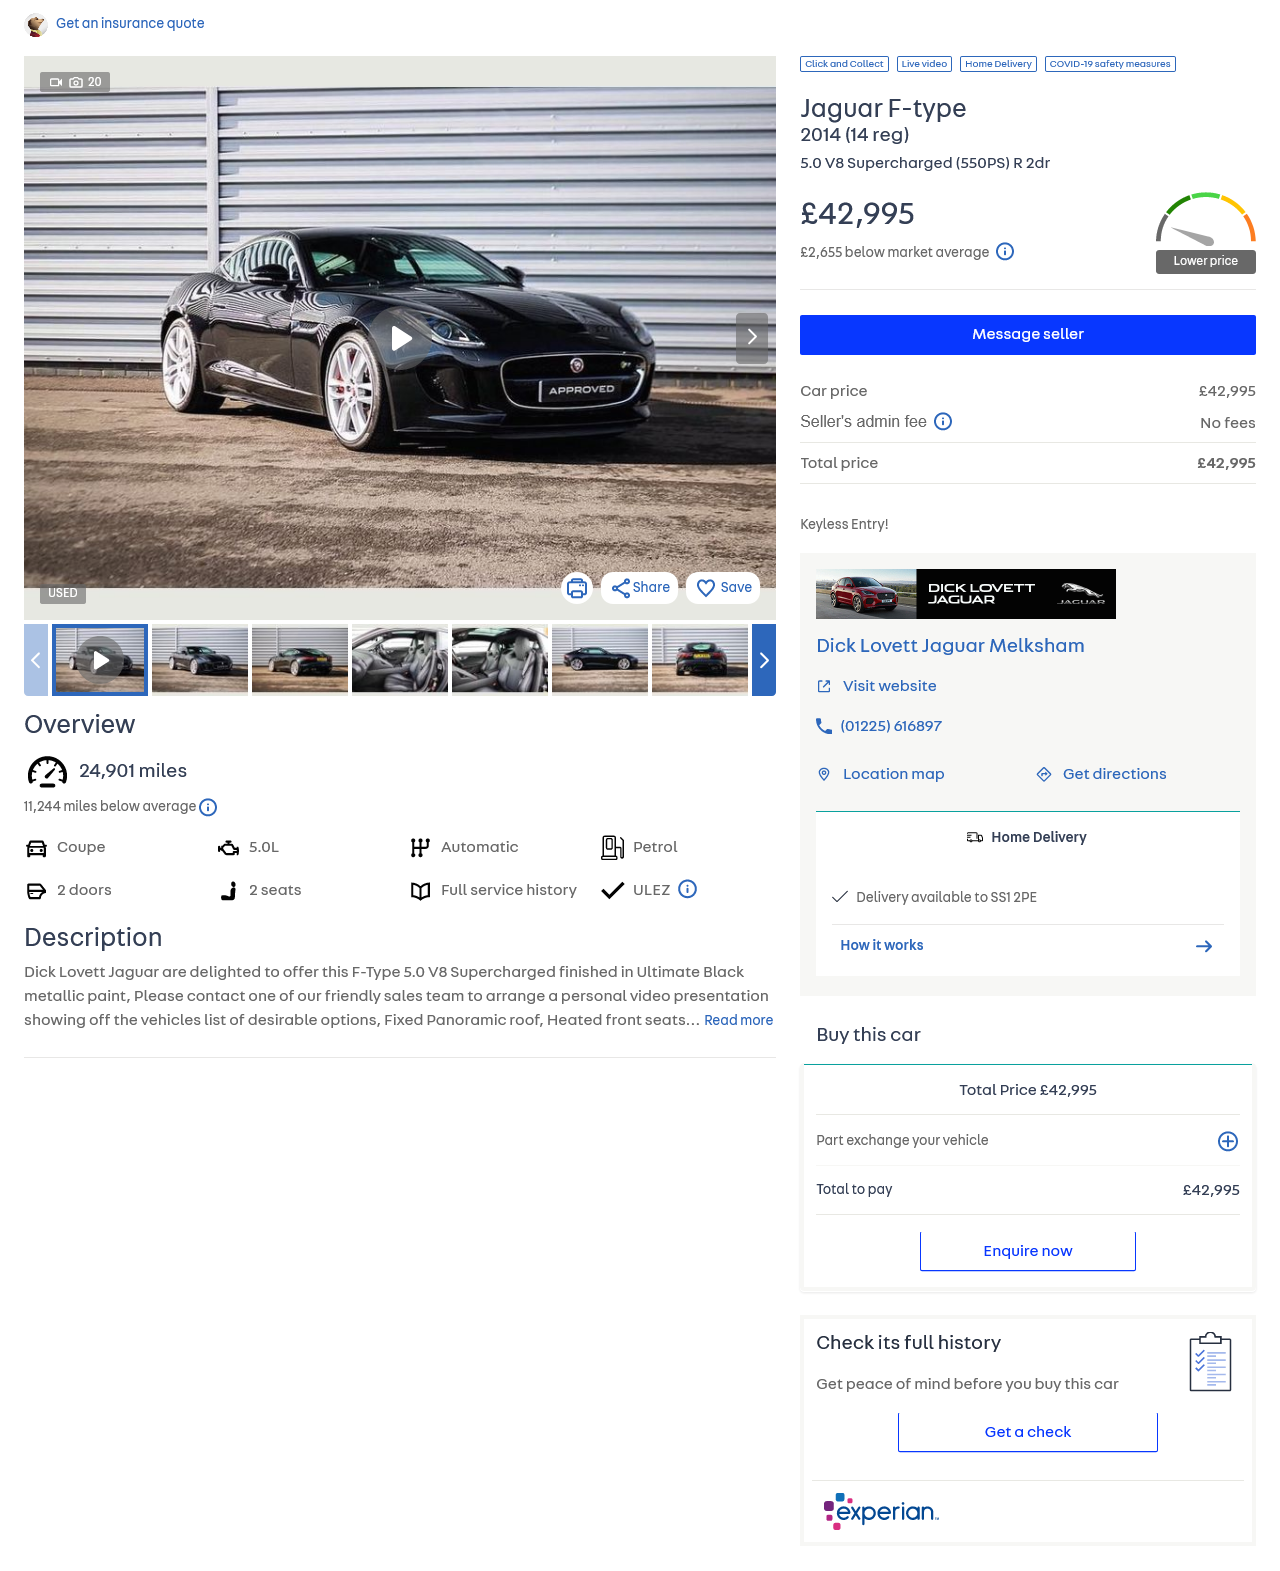 Get an insurance quote
20
APPROVED
USED
Share
Save
Overview
24,901 miles
11,244 miles below average
Coupe
5.0L
Automatic
Petrol
2 doors
2 seats
Full service history
ULEZ
Description
Dick Lovett Jaguar are delighted to offer this F-Type 5.0 V8 Supercharged finished in Ultimate Black
metallic paint, Please contact one of our friendly sales team to arrange a personal video presentation
showing off the vehicles list of desirable options, Fixed Panoramic roof, Heated front seats... Read more
Click and Collect
Live video
Home Delivery
COVID-19 safety measures
Jaguar F-type
2014 (14 reg)
5.0 V8 Supercharged (550PS) R 2dr
£42,995
£2,655 below market average
Lower price
Message seller
Car price £42,995
Seller's admin fee No fees
Total price £42,995
Keyless Entry!
DICK LOVETT
JAGUAR
JAGUAR
Dick Lovett Jaguar Melksham
Visit website
(01225) 616897
Location map
Get directions
Home Delivery
Delivery available to SS1 2PE
How it works
Buy this car
Total Price £42,995
Part exchange your vehicle
Total to pay £42,995
Enquire now
Check its full history
Get peace of mind before you buy this car
Get a check
experian